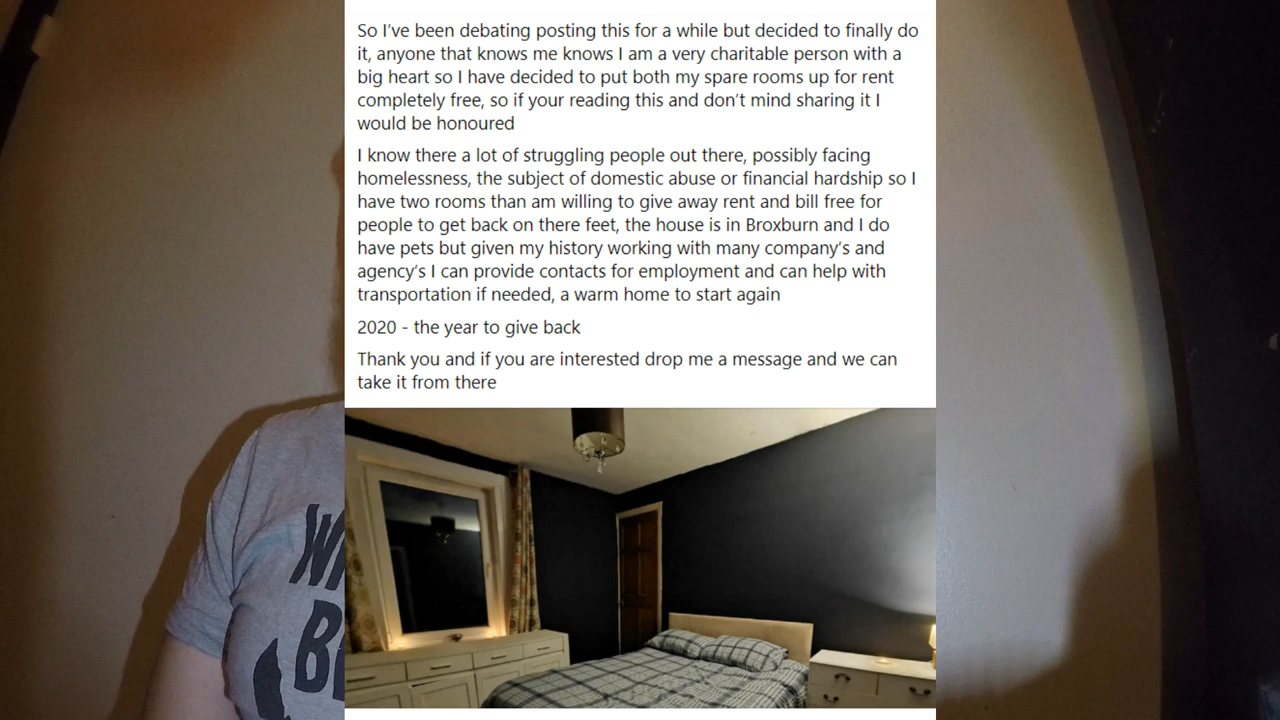 So I've been debating posting this for a while but decided to finally do
it, anyone that knows me knows I am a very charitable person with a
big heart so I have decided to put both my spare rooms up for rent
completely free, so if your reading this and don't mind sharing it I
would be honoured
I know there a lot of struggling people out there, possibly facing
homelessness, the subject of domestic abuse or financial hardship so I
have two rooms than am willing to give away rent and bill free for
people to get back on there feet, the house is in Broxburn and I do
have pets but given my history working with many company's and
agency's I can provide contacts for employment and can help with
transportation if needed, a warm home to start again
2020 - the year to give back
Thank you and if you are interested drop me a message and we can
take it from there